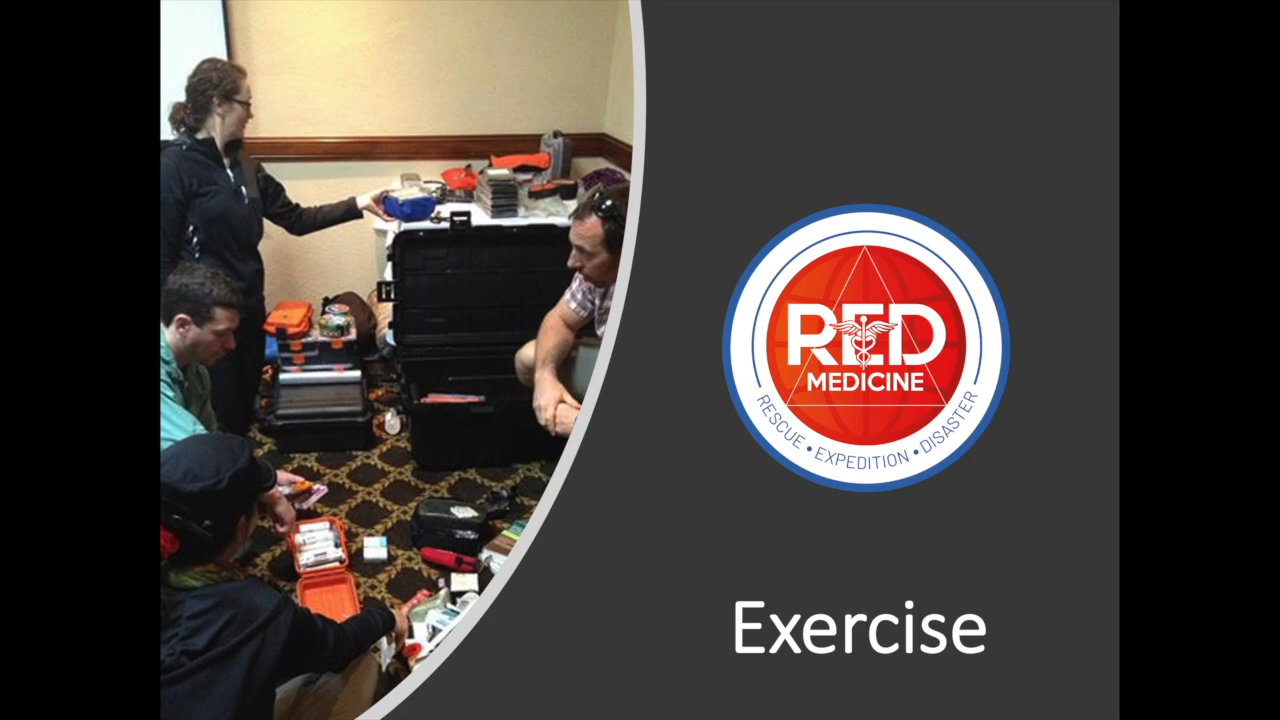 RED
MEDICINE
RESCUE • EXPEDITION • DISASTER
Exercise